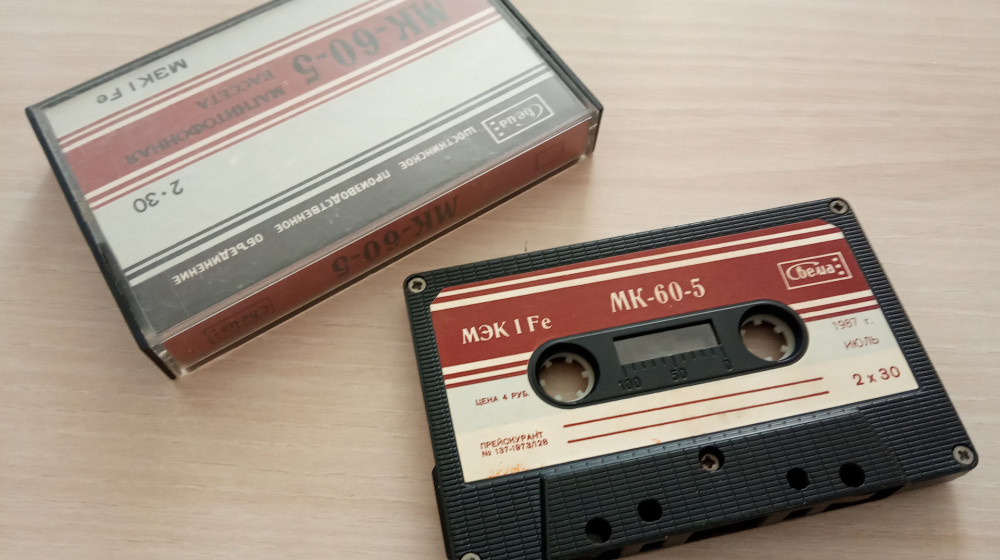 МК-60-5
МАГНИТОФОННАЯ
КАССЕТА
МЭК I Fe
2·30
Свема
ШОСТКИНСКОЕ ПРОИЗВОДСТВЕННОЕ ОБЪЕДИНЕНИЕ
МК-60-5
Свема
Свема
МК-60-5
МЭК I Fe
1987 г.
ИЮЛЬ
100 50 0
2 x 30
ЦЕНА 4 РУБ.
ПРЕЙСКУРАНТ
№ 137-1973/128